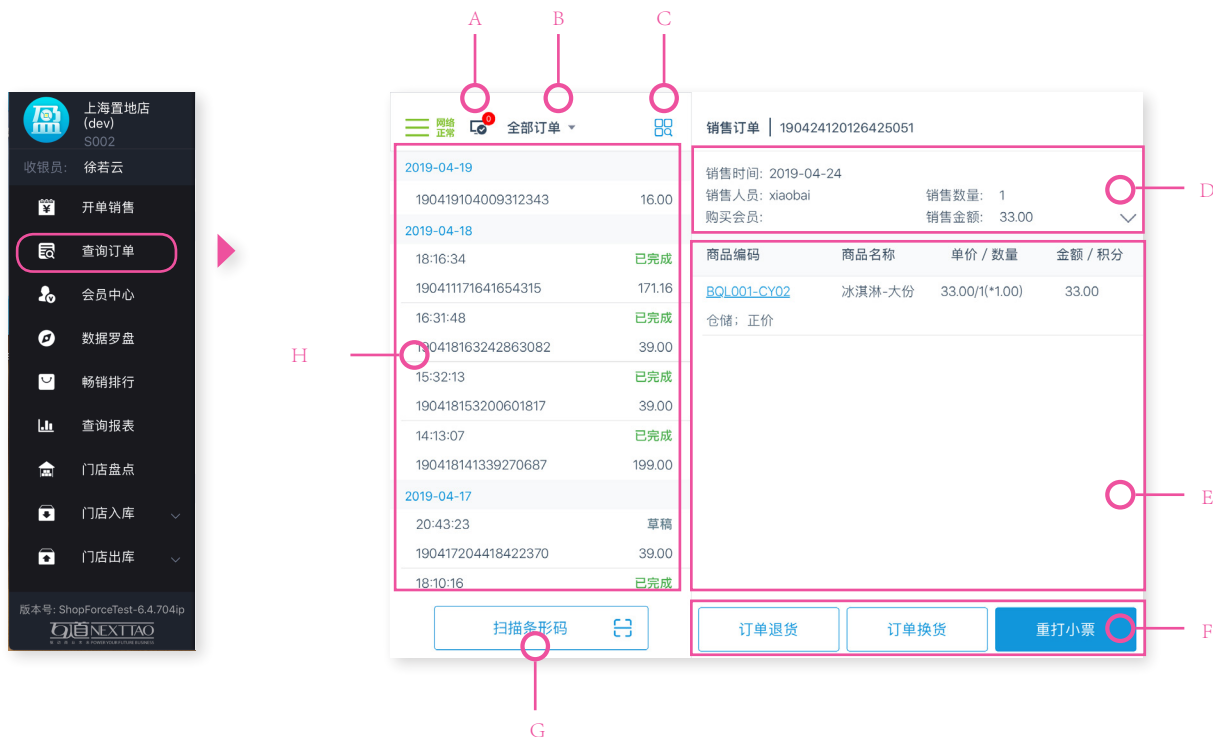 A
B
C
上海置地店
(dev)
S002
收银员: 徐若云
开单销售
查询订单
会员中心
数据罗盘
畅销排行
查询报表
门店盘点
门店入库
门店出库
版本号: ShopForceTest-6.4.704ip
NEXTTAO
网络
正常
0
全部订单
2019-04-19
190419104009312343 16.00
2019-04-18
18:16:34 已完成
190411171641654315 171.16
16:31:48 已完成
190418163242863082 39.00
15:32:13 已完成
190418153200601817 39.00
14:13:07 已完成
190418141339270687 199.00
2019-04-17
20:43:23 草稿
190417204418422370 39.00
18:10:16 已完成
扫描条形码
销售订单 190424120126425051
销售时间: 2019-04-24
销售人员: xiaobai 销售数量: 1
购买会员: 销售金额: 33.00
商品编码 商品名称 单价 / 数量 金额 / 积分
BQL001-CY02 冰淇淋-大份 33.00/1(*1.00) 33.00
仓储; 正价
订单退货 订单换货 重打小票
D
E
F
G
H